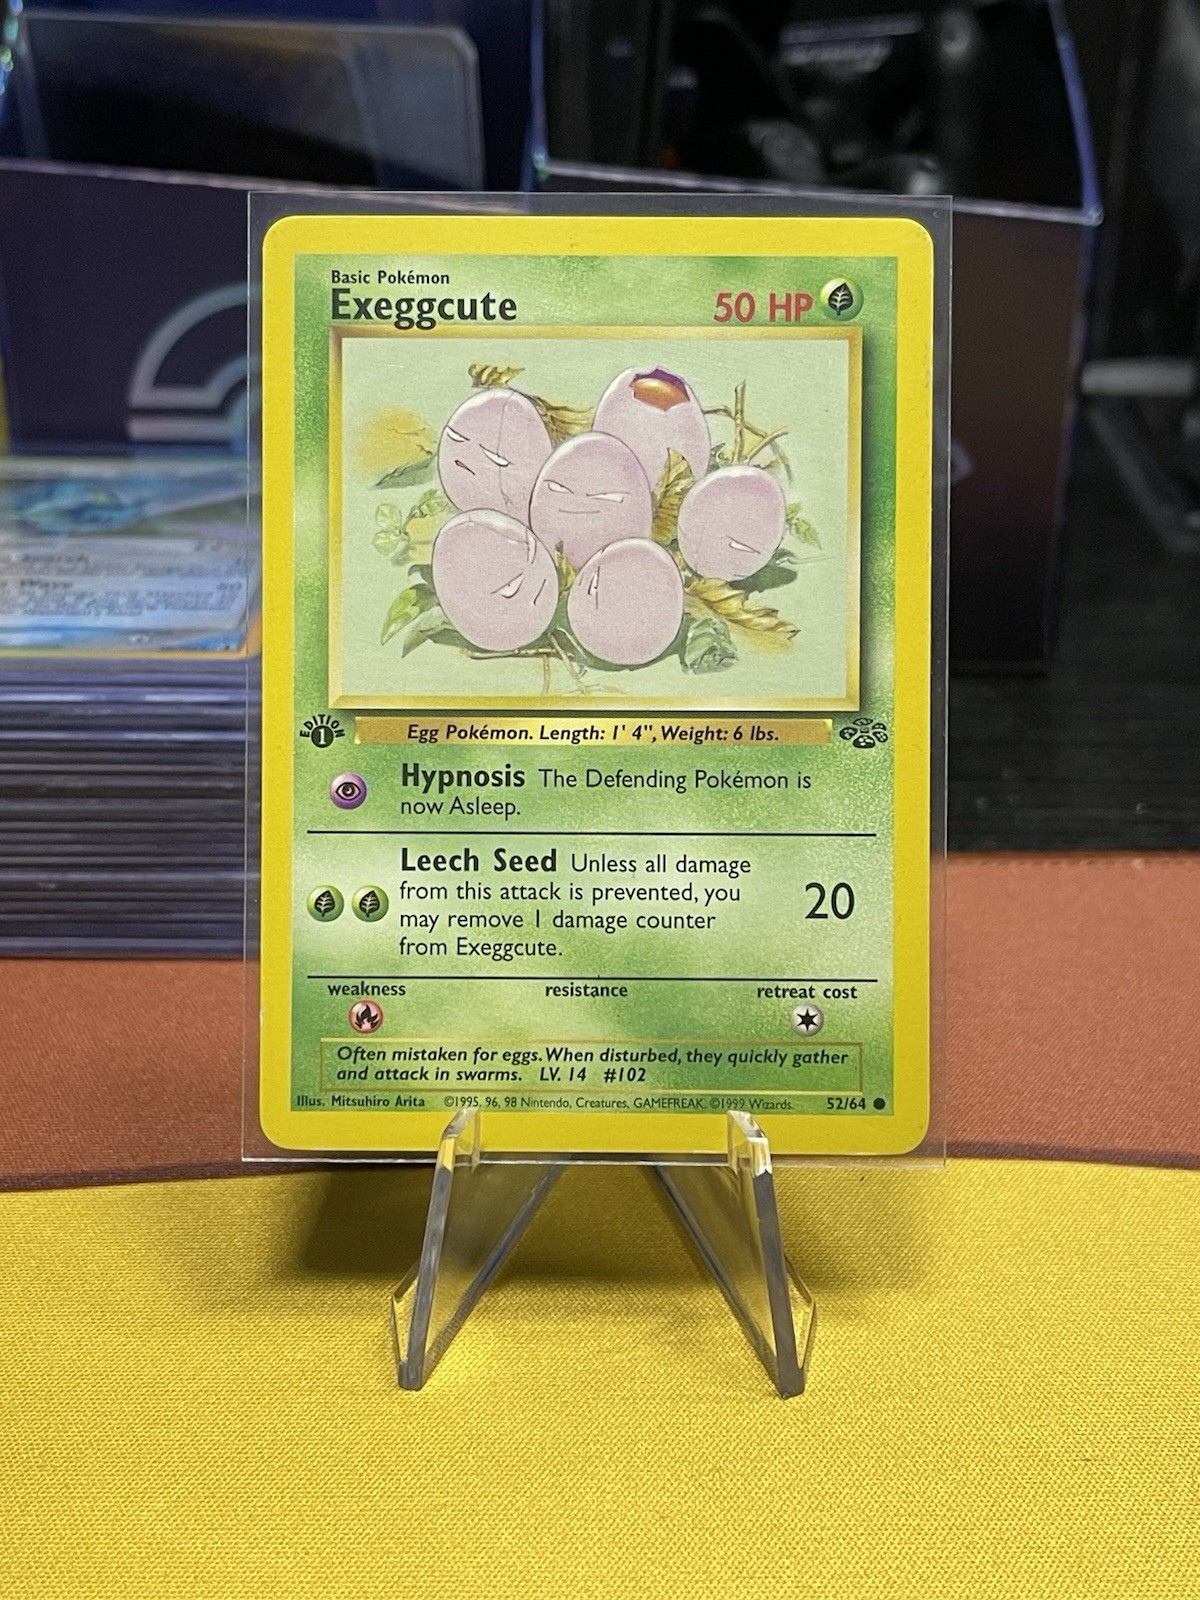 Basic Pokémon
Exeggcute
50 HP
EDITION
1
Egg Pokémon. Length: 1' 4", Weight: 6 lbs.
Hypnosis The Defending Pokémon is
now Asleep.
Leech Seed Unless all damage
from this attack is prevented, you
may remove 1 damage counter
from Exeggcute.
20
weakness
resistance
retreat cost
Often mistaken for eggs. When disturbed, they quickly gather
and attack in swarms. LV. 14 #102
Illus. Mitsuhiro Arita ©1995, 96, 98 Nintendo, Creatures, GAMEFREAK. ©1999 Wizards. 52/64